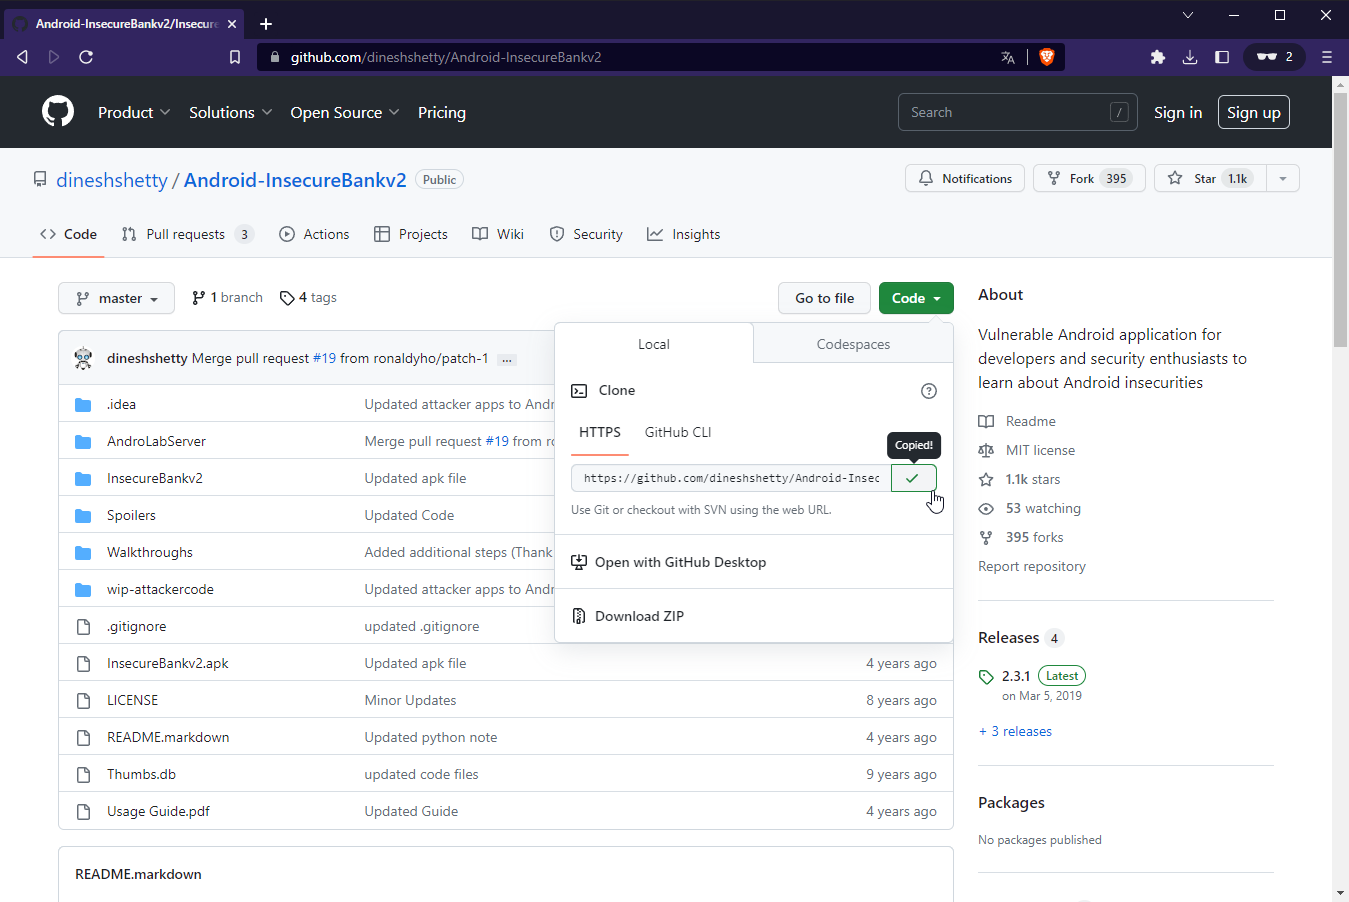 Android-InsecureBankv2/Insecure
github.com/dineshshetty/Android-InsecureBankv2
2
Product
Solutions
Open Source
Pricing
Search
/
Sign in
Sign up
dineshshetty / Android-InsecureBankv2
Public
Notifications
Fork 395
Star 1.1k
Code
Pull requests 3
Actions
Projects
Wiki
Security
Insights
master
1 branch
4 tags
Go to file
Code
dineshshetty Merge pull request #19 from ronaldyho/patch-1 ...
.idea Updated attacker apps to Andr
AndroLabServer Merge pull request #19 from ro
InsecureBankv2 Updated apk file
Spoilers Updated Code
Walkthroughs Added additional steps (Thank
wip-attackercode Updated attacker apps to Andr
.gitignore updated .gitignore
InsecureBankv2.apk Updated apk file 4 years ago
LICENSE Minor Updates 8 years ago
README.markdown Updated python note 4 years ago
Thumbs.db updated code files 9 years ago
Usage Guide.pdf Updated Guide 4 years ago
README.markdown
Local
Codespaces
Clone
HTTPS
GitHub CLI
Copied!
https://github.com/dineshshetty/Android-Insec
Use Git or checkout with SVN using the web URL.
Open with GitHub Desktop
Download ZIP
About
Vulnerable Android application for
developers and security enthusiasts to
learn about Android insecurities
Readme
MIT license
1.1k stars
53 watching
395 forks
Report repository
Releases 4
2.3.1 Latest
on Mar 5, 2019
+ 3 releases
Packages
No packages published